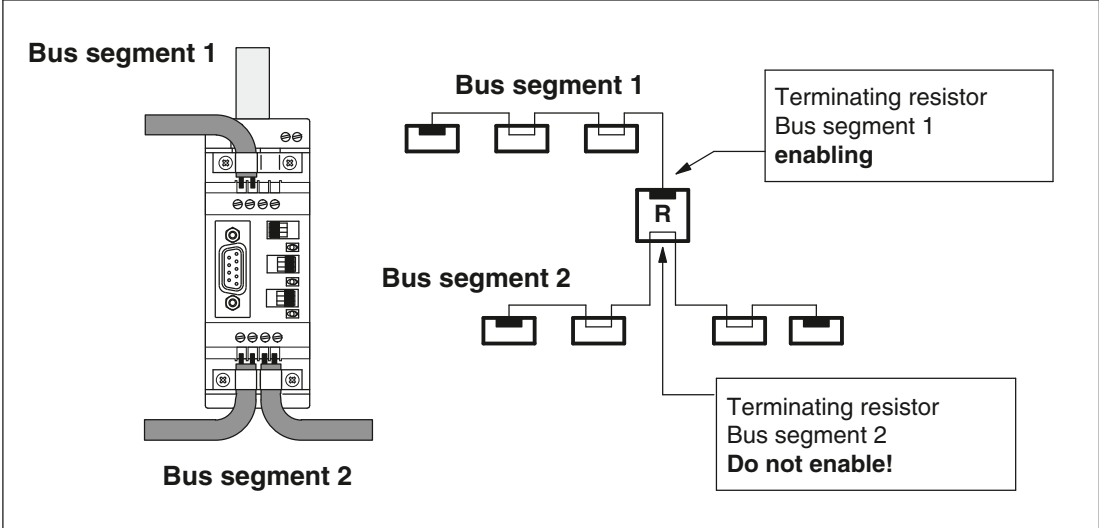 Bus segment 1
Bus segment 1
Terminating resistor
Bus segment 1
enabling
R
Bus segment 2
Terminating resistor
Bus segment 2
Do not enable!
Bus segment 2